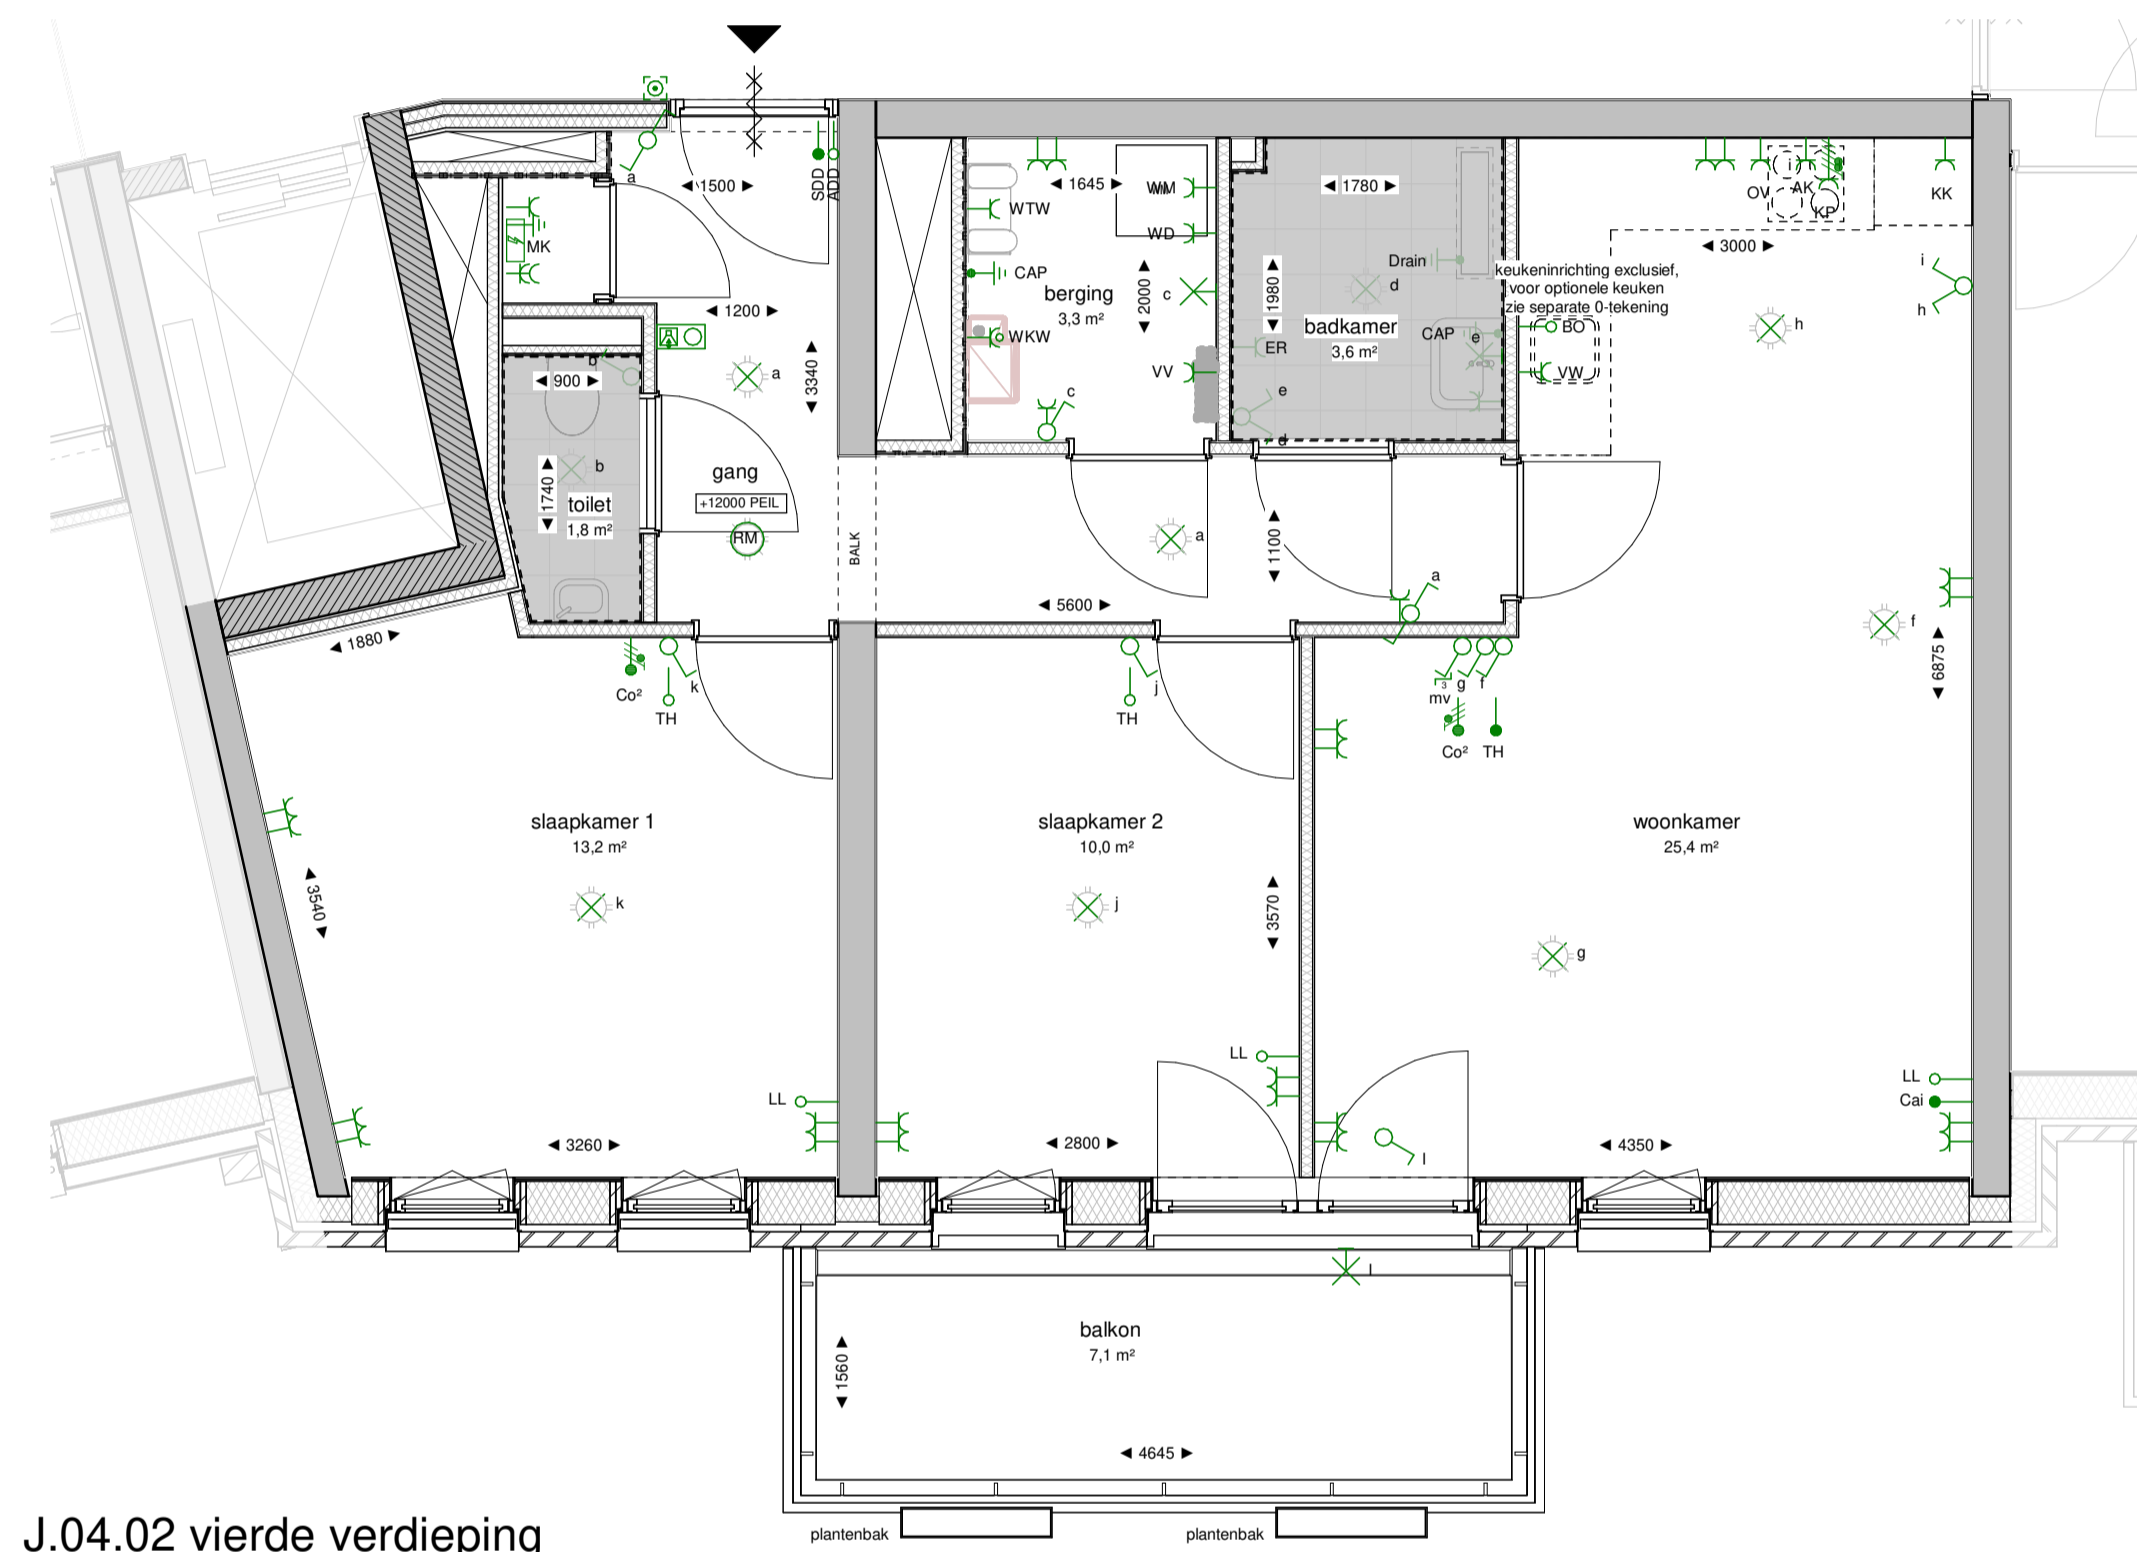 a
1500
SDD
ADD
WTW
1645
WM
WD
1780
OV
i
AK
KP
KK
MK
CAP
berging
3,3 m²
2000
c
1980
Drain
d
3000
keukeninrichting exclusief,
voor optionele keuken
zie separate 0-tekening
i
h
1200
b
900
3340
a
WKW
VV
c
ER
badkamer
3,6 m²
CAP
e
BO
VW
h
e
d
gang
+12000 PEIL
RM
1740
b
toilet
1,8 m²
BALK
a
1100
a
5600
f
6875
1880
k
Co²
TH
j
TH
3
mv
g
f
Co²
TH
slaapkamer 1
13,2 m²
slaapkamer 2
10,0 m²
woonkamer
25,4 m²
3540
k
j
3570
g
LL
LL
LL
Cai
3260
2800
l
4350
l
balkon
7,1 m²
1560
4645
plantenbak
plantenbak
J.04.02 vierde verdieping